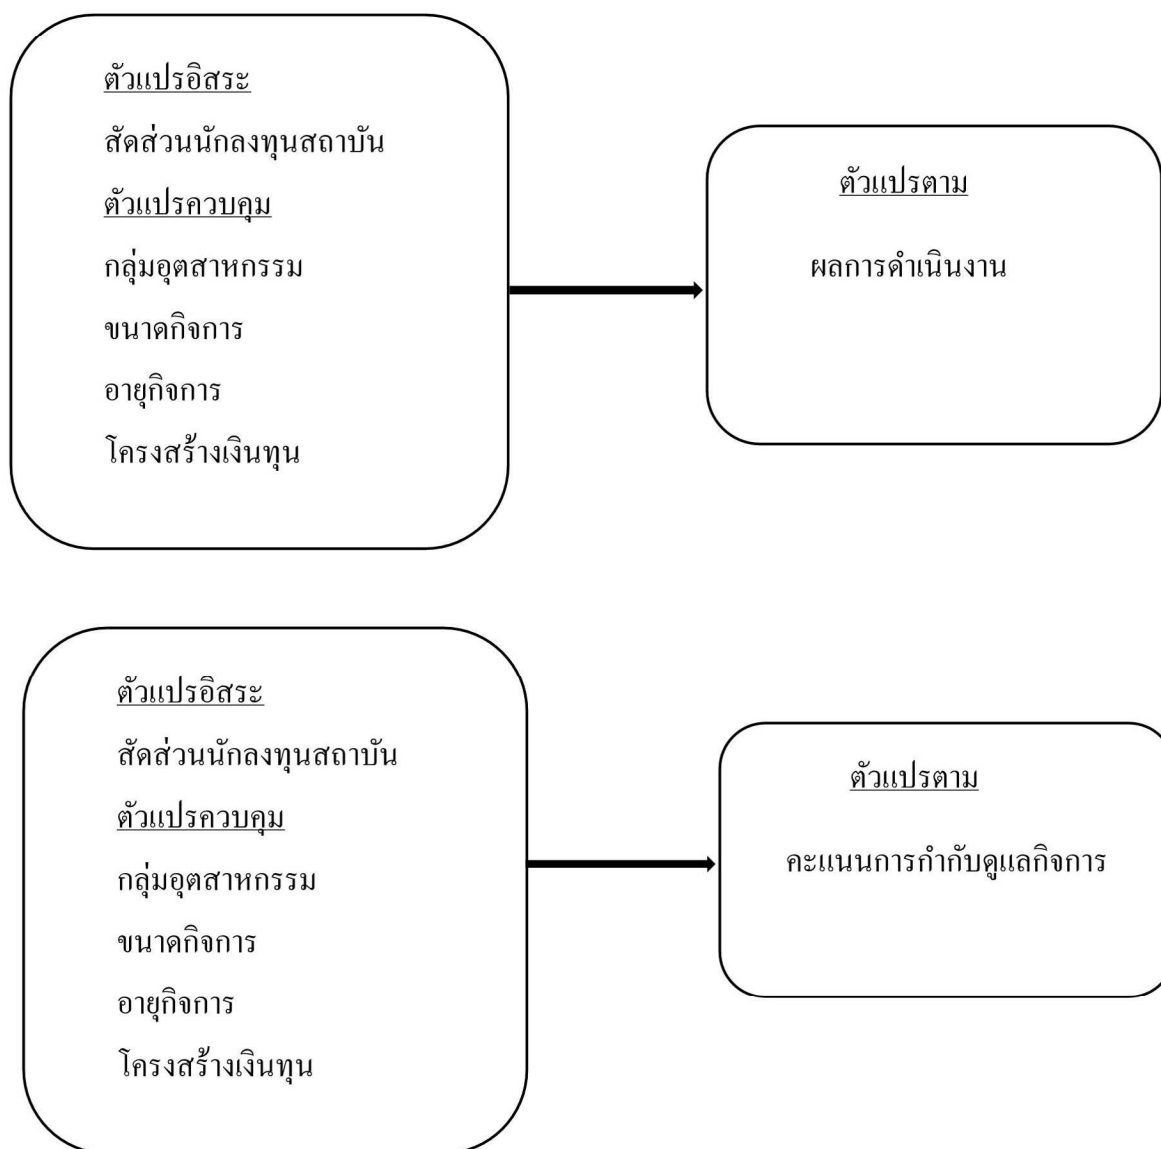 ตัวแปรอิสระ
สัดส่วนนักลงทุนสถาบัน
ตัวแปรควบคุม
กลุ่มอุตสาหกรรม
ขนาดกิจการ
อายุกิจการ
โครงสร้างเงินทุน
ตัวแปรตาม
ผลการดำเนินงาน
ตัวแปรอิสระ
สัดส่วนนักลงทุนสถาบัน
ตัวแปรควบคุม
กลุ่มอุตสาหกรรม
ขนาดกิจการ
อายุกิจการ
โครงสร้างเงินทุน
ตัวแปรตาม
คะแนนการกำกับดูแลกิจการ